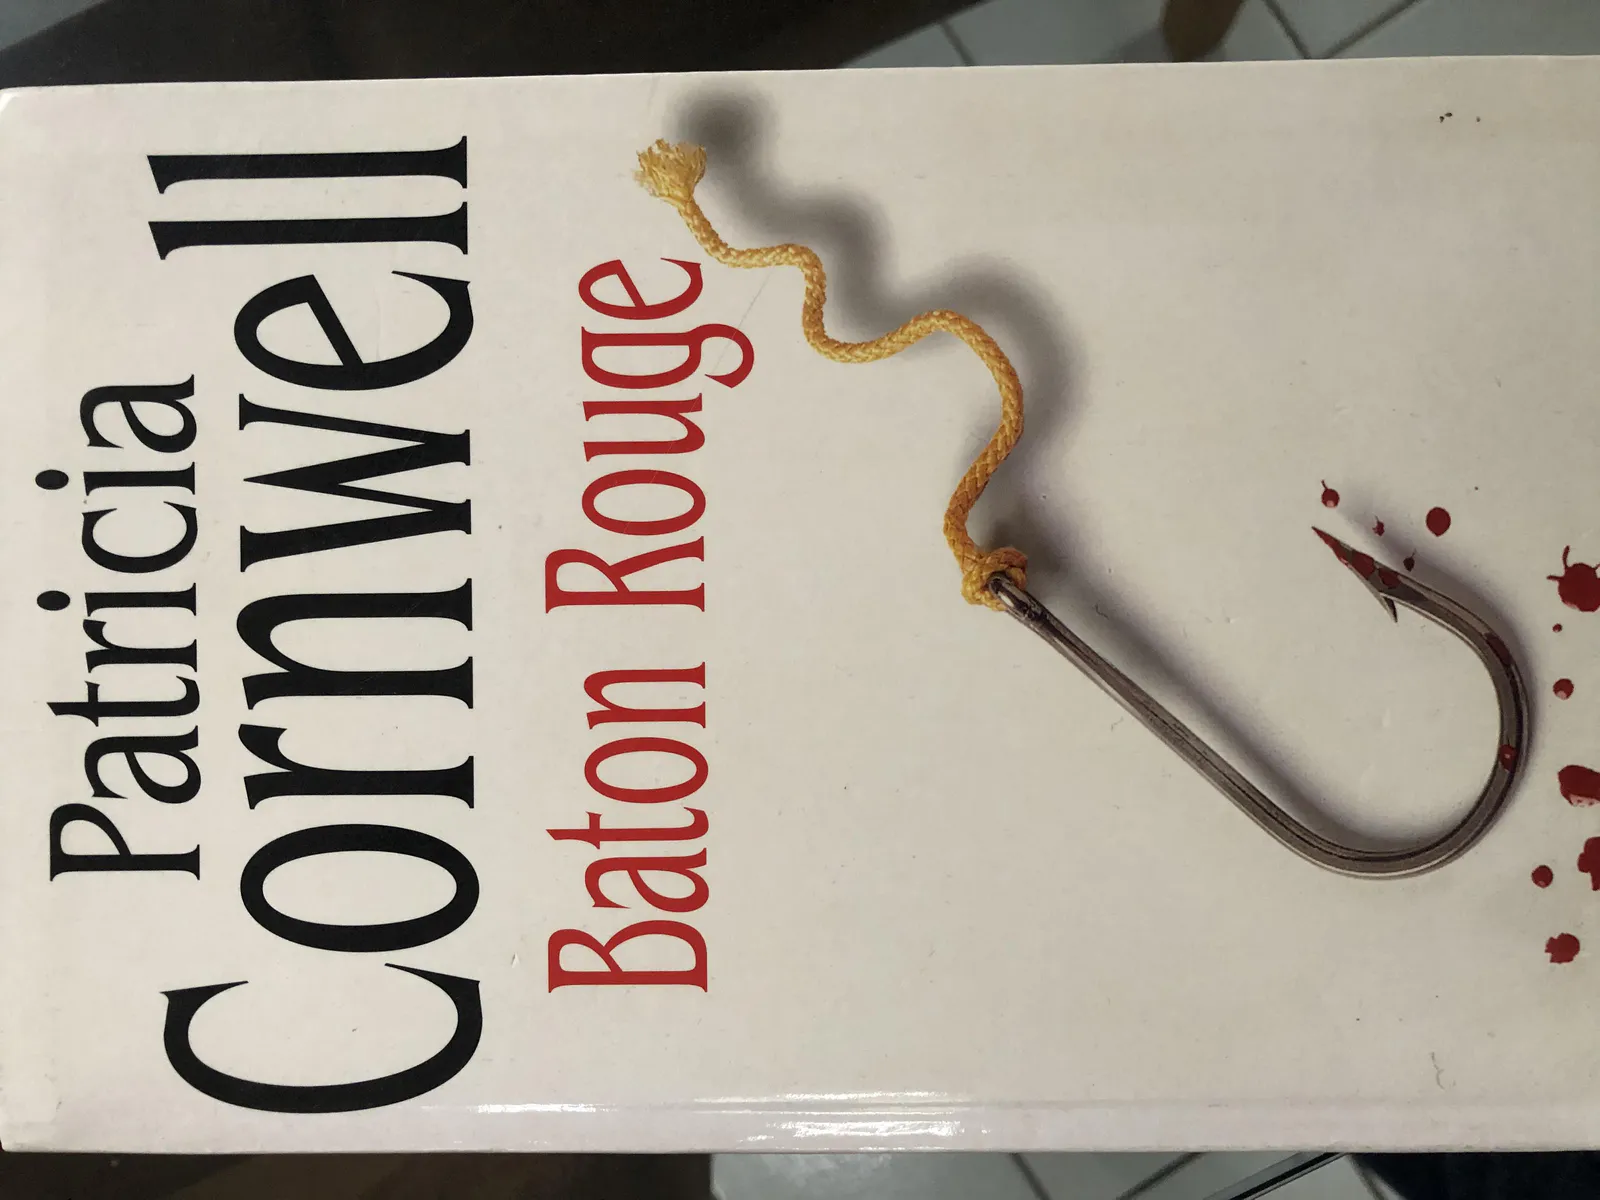 Patricia
Cornwell
Baton Rouge